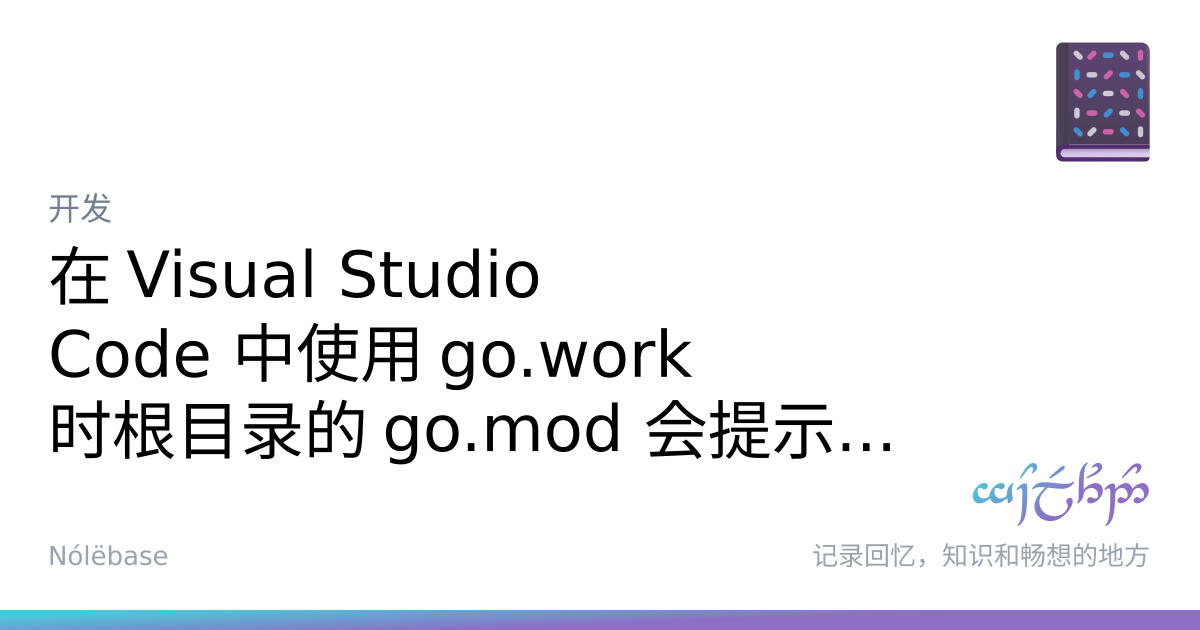 开发
在 Visual Studio
Code 中使用 go.work
时根目录的 go.mod 会提示...
Nólëbase
记录回忆，知识和畅想的地方